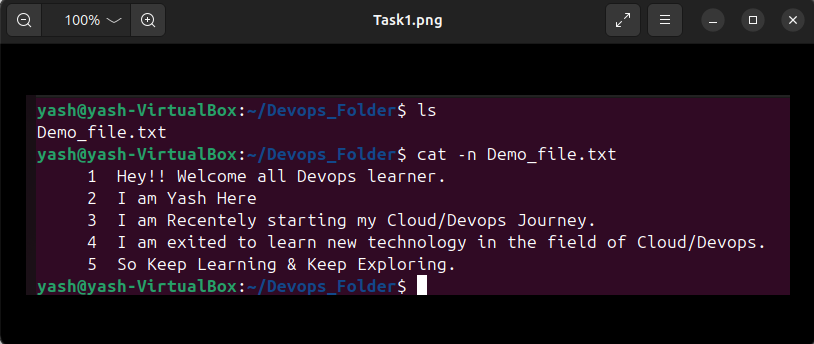 100%
Task1.png
yash@yash-VirtualBox:~/Devops_Folder$ ls
Demo_file.txt
yash@yash-VirtualBox:~/Devops_Folder$ cat -n Demo_file.txt
1 Hey!! Welcome all Devops learner.
2 I am Yash Here
3 I am Recentely starting my Cloud/Devops Journey.
4 I am exited to learn new technology in the field of Cloud/Devops.
5 So Keep Learning & Keep Exploring.
yash@yash-VirtualBox:~/Devops_Folder$